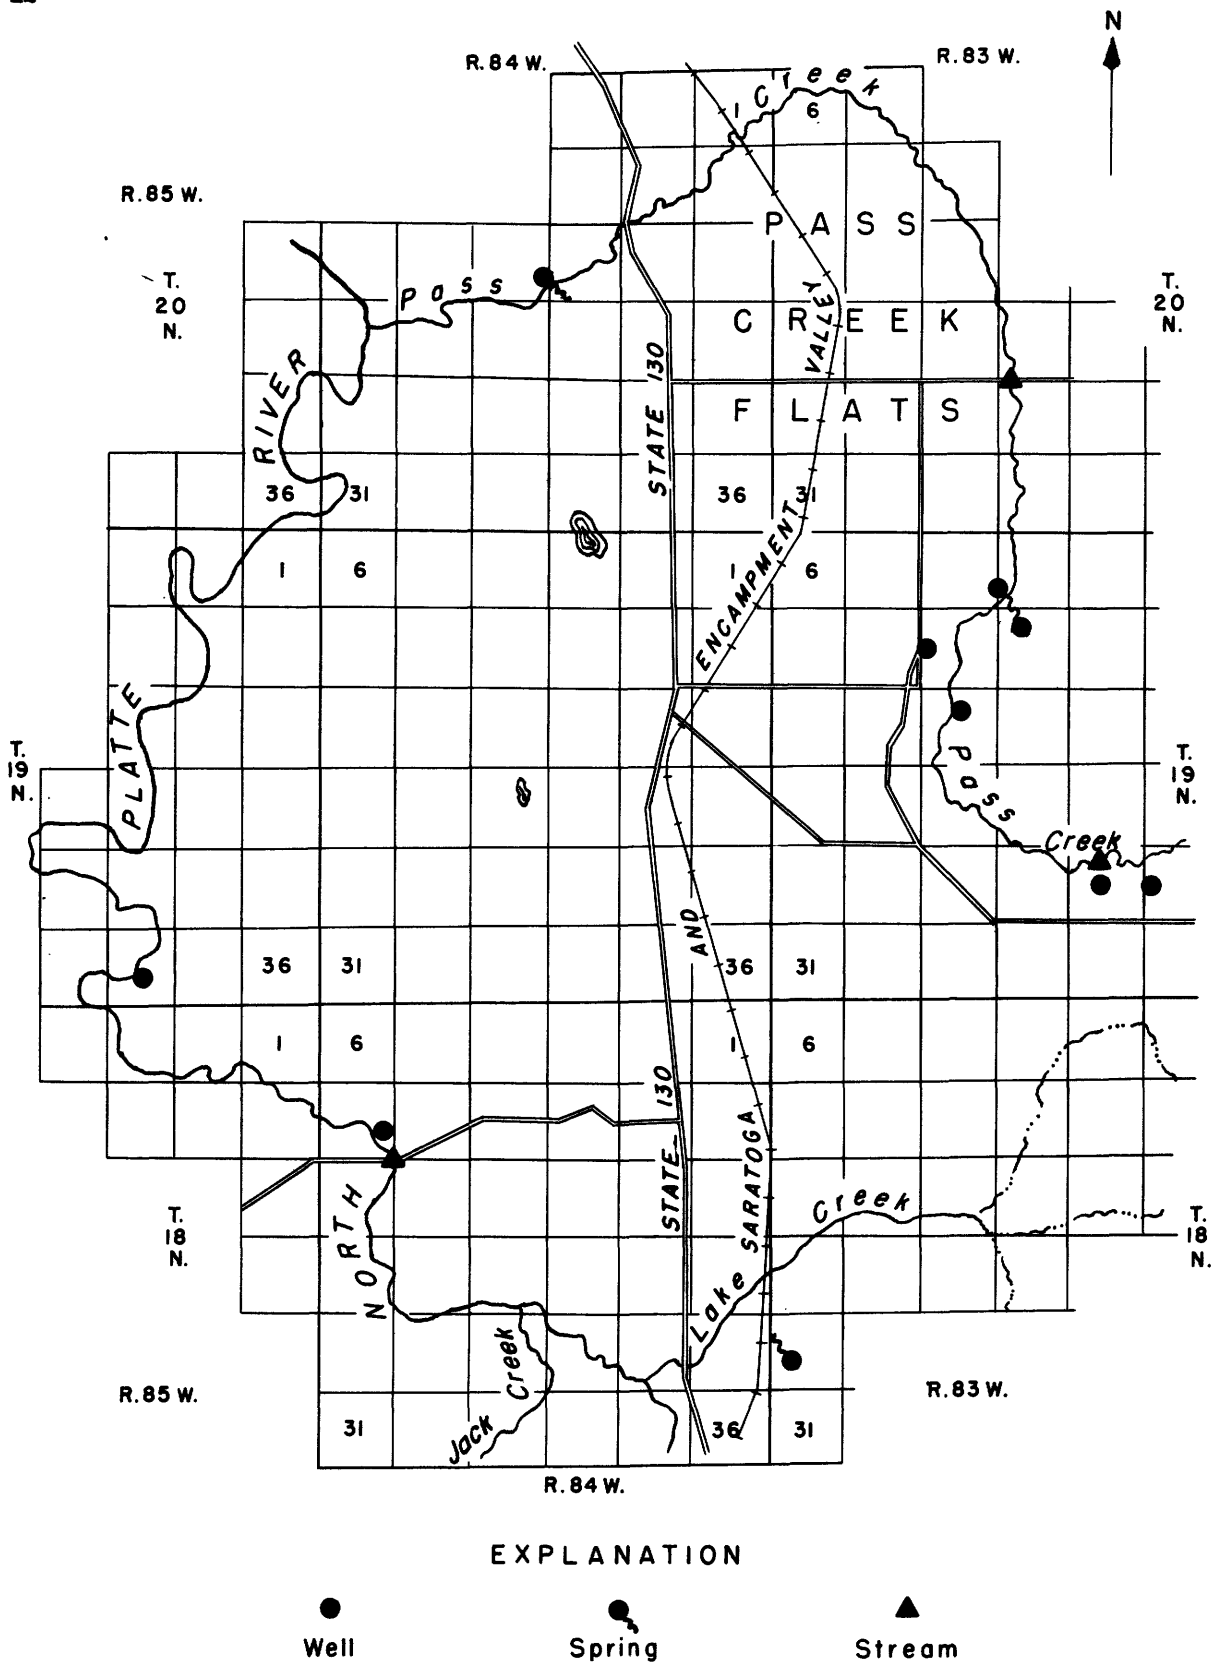 N
R. 84 W.
R. 83 W.
Creek
1
6
R. 85 W.
PASS
T.
20
N.
Pass
VALLEY
T.
20
N.
CREEK
RIVER
STATE 130
FLATS
36
31
36
31
ENCAMPMENT
1
6
1
6
PLATTE
T.
19
N.
Pass
T.
19
N.
Creek
AND
36
31
36
31
1
6
1
6
STATE 130
SARATOGA
NORTH
Creek
T.
18
N.
T.
18
N.
Lake
Creek
R. 85 W.
R. 83 W.
31
Jack
36
31
R. 84 W.
EXPLANATION
Well
Spring
Stream